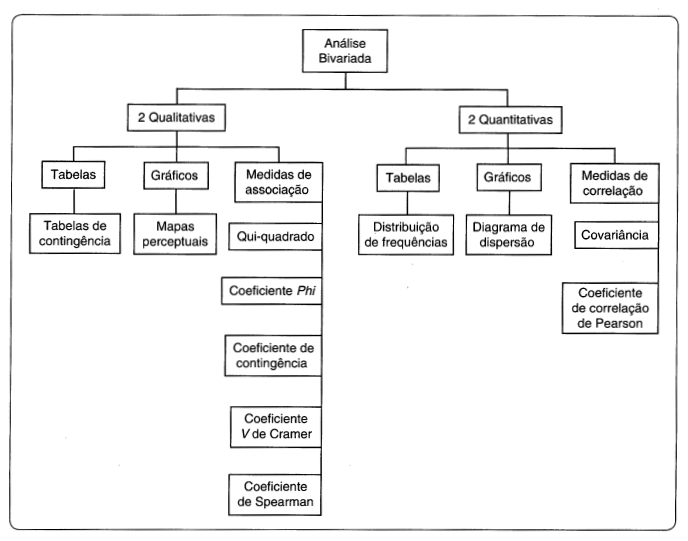 Análise
Bivariada
2 Qualitativas
2 Quantitativas
Tabelas
Gráficos
Medidas de
associação
Tabelas
Gráficos
Medidas de
correlação
Tabelas de
contingência
Mapas
perceptuais
Qui-quadrado
Distribuição
de frequências
Diagrama de
dispersão
Covariância
Coeficiente Phi
Coeficiente
de correlação
de Pearson
Coeficiente de
contingência
Coeficiente
V de Cramer
Coeficiente
de Spearman